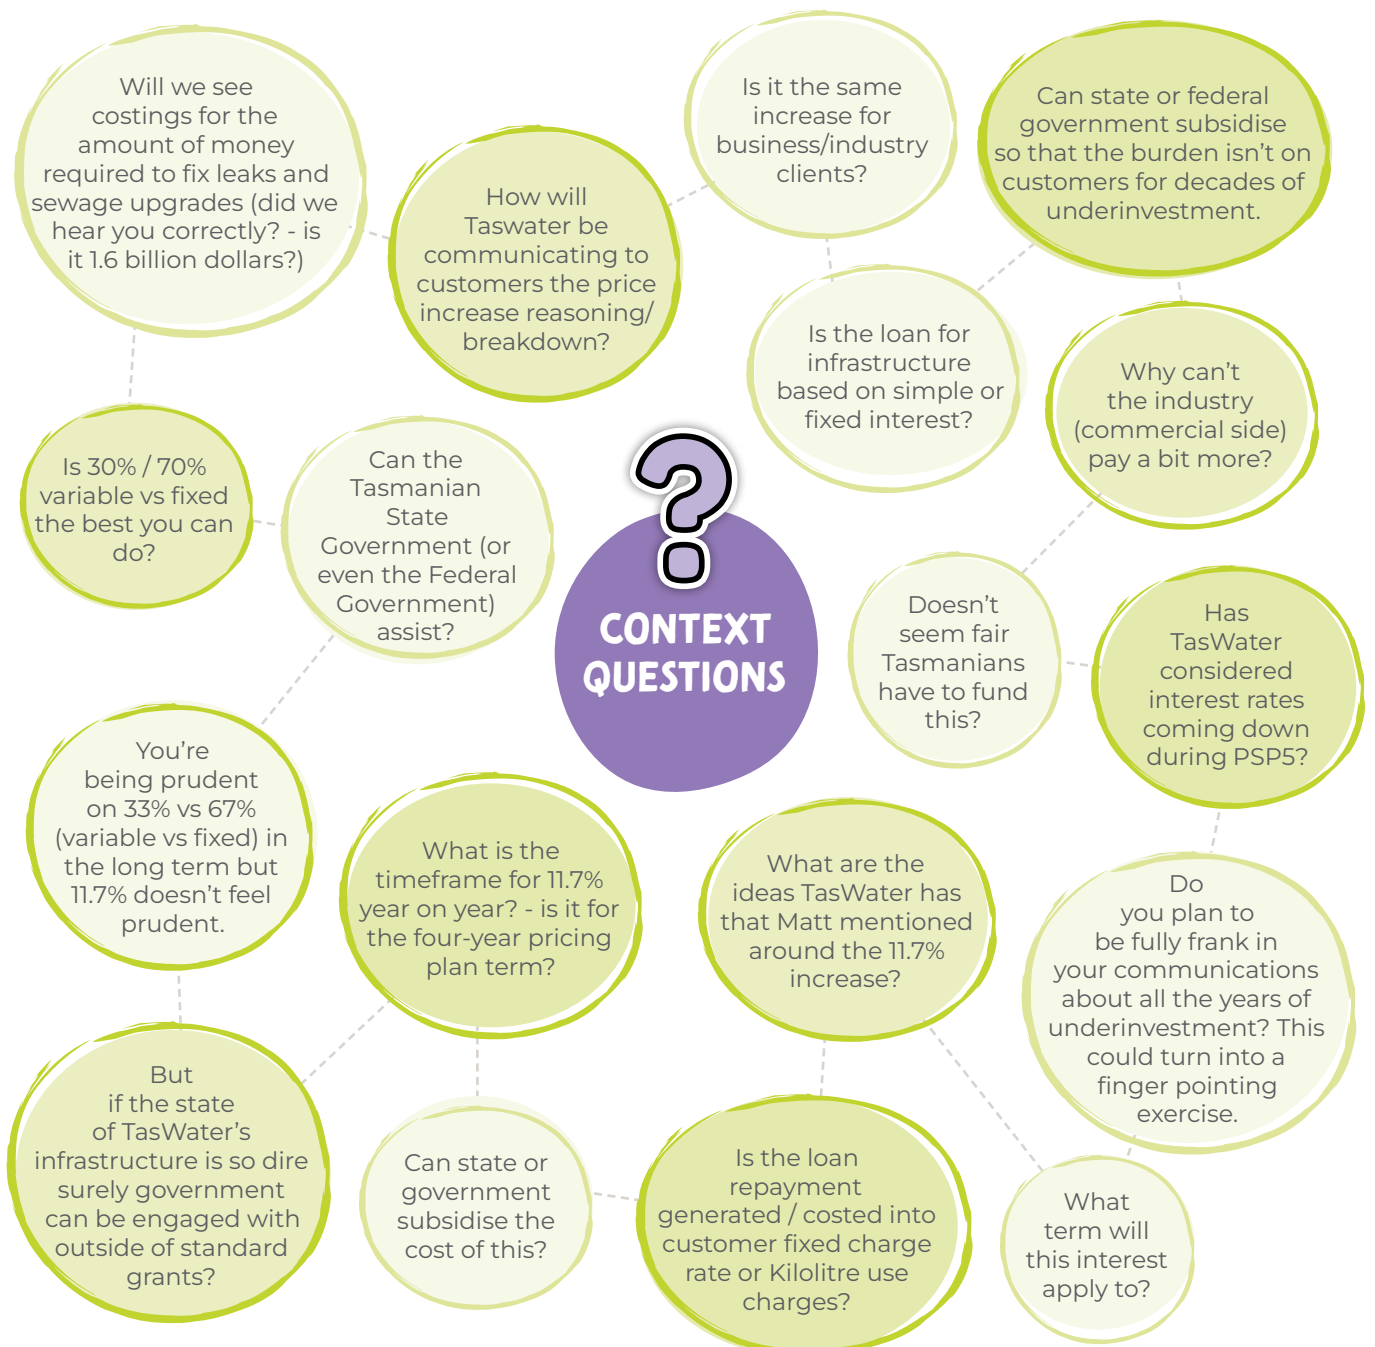 Will we see
costings for the
amount of money
required to fix leaks and
sewage upgrades (did we
hear you correctly? - is
it 1.6 billion dollars?)
How will
Taswater be
communicating to
customers the price
increase reasoning/
breakdown?
Is it the same
increase for
business/industry
clients?
Can state or federal
government subsidise
so that the burden isn't on
customers for decades of
underinvestment.
Is the loan for
infrastructure
based on simple or
fixed interest?
Why can't
the industry
(commercial side)
pay a bit more?
Is 30% / 70%
variable vs fixed
the best you can
do?
Can the
Tasmanian
State
Government (or
even the Federal
Government)
assist?
CONTEXT
QUESTIONS
Doesn't
seem fair
Tasmanians
have to fund
this?
Has
TasWater
considered
interest rates
coming down
during PSP5?
You're
being prudent
on 33% vs 67%
(variable vs fixed) in
the long term but
11.7% doesn't feel
prudent.
What is the
timeframe for 11.7%
year on year? - is it for
the four-year pricing
plan term?
What are the
ideas TasWater has
that Matt mentioned
around the 11.7%
increase?
Do
you plan to
be fully frank in
your communications
about all the years of
underinvestment? This
could turn into a
finger pointing
exercise.
But
if the state
of TasWater's
infrastructure is so dire
surely government
can be engaged with
outside of standard
grants?
Can state or
government
subsidise the
cost of this?
Is the loan
repayment
generated / costed into
customer fixed charge
rate or Kilolitre use
charges?
What
term will
this interest
apply to?